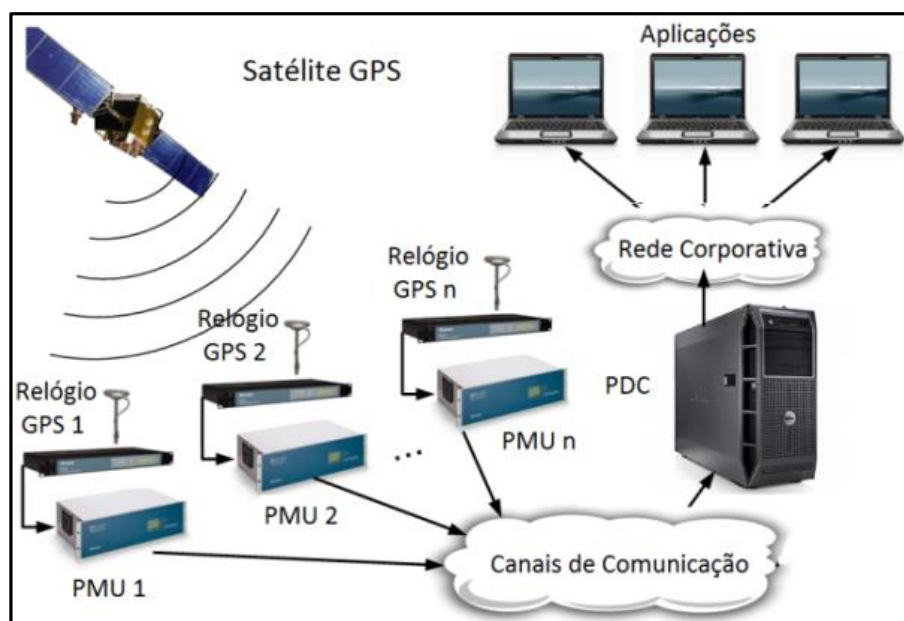 Aplicações
Satélite GPS
Rede Corporativa
Relógio
GPS n
Relógio
GPS 2
PDC
Relógio
GPS 1
PMU n
PMU 2
Canais de Comunicação
PMU 1